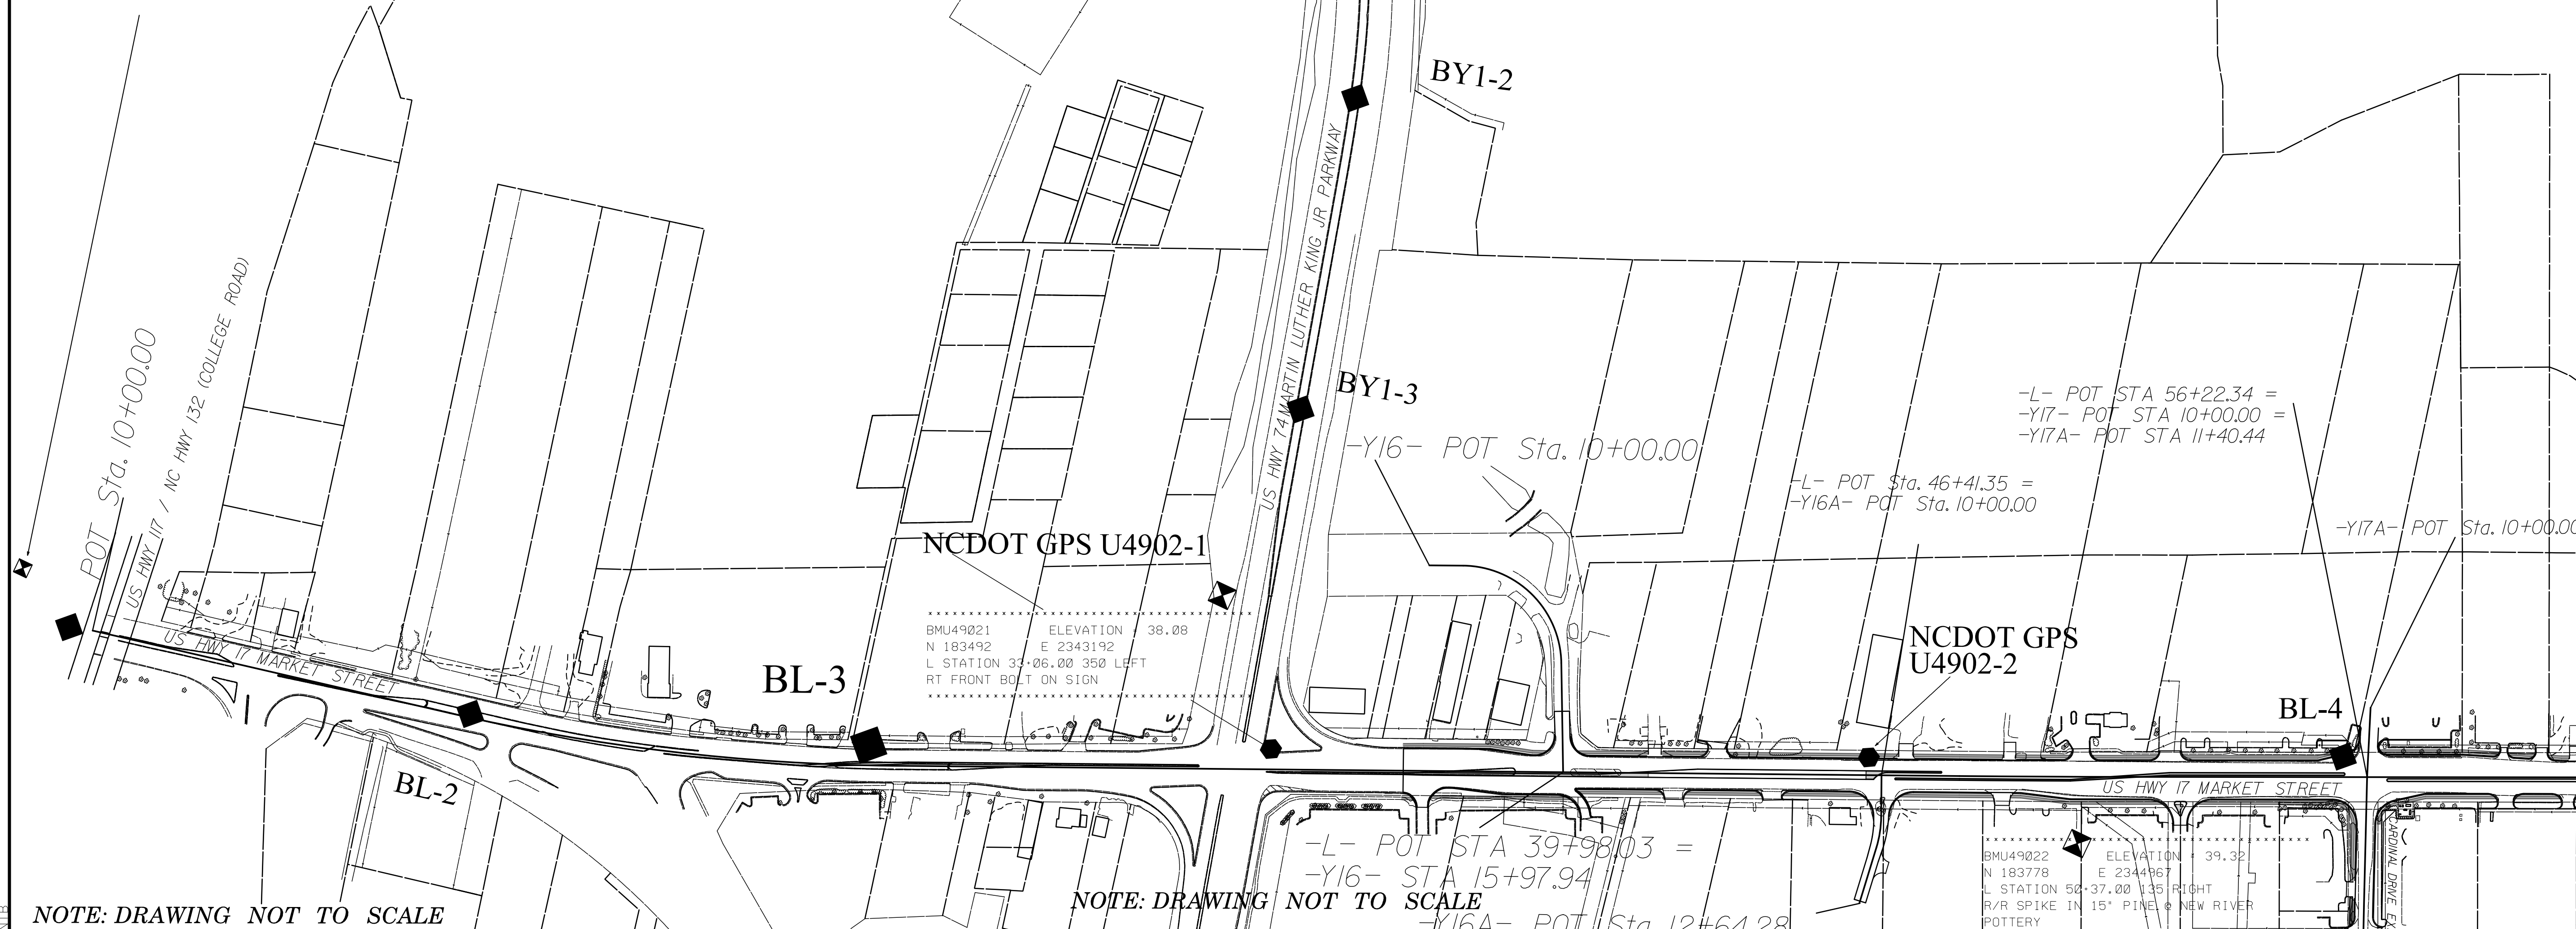 BY1-2
POT Sta. 10+00.00
US HWY 117 / NC HWY 132 (COLLEGE ROAD)
US HWY 74 MARTIN LUTHER KING JR PARKWAY
BY1-3
-Y16- POT Sta. 10+00.00
-L- POT STA 56+22.34 =
-Y17- POT STA 10+00.00 =
-Y17A- POT STA 11+40.44
-L- POT Sta. 46+41.35 =
-Y16A- POT Sta. 10+00.00
-Y17A- POT Sta. 10+00.00
NCDOT GPS U4902-1
BMU49021 ELEVATION : 38.08
N 183492 E 2343192
L STATION 33+06.00 350 LEFT
RT FRONT BOLT ON SIGN
US HWY 17 MARKET STREET
BL-3
BL-2
NCDOT GPS
U4902-2
BL-4
US HWY 17 MARKET STREET
-L- POT STA 39+98.03 =
-Y16- STA 15+97.94
-Y16A- POT Sta 12+64.28
BMU49022 ELEVATION : 39.32
N 183778 E 2344967
L STATION 50+37.00 135 RIGHT
R/R SPIKE IN 15" PINE @ NEW RIVER
POTTERY
NOTE: DRAWING NOT TO SCALE
NOTE: DRAWING NOT TO SCALE